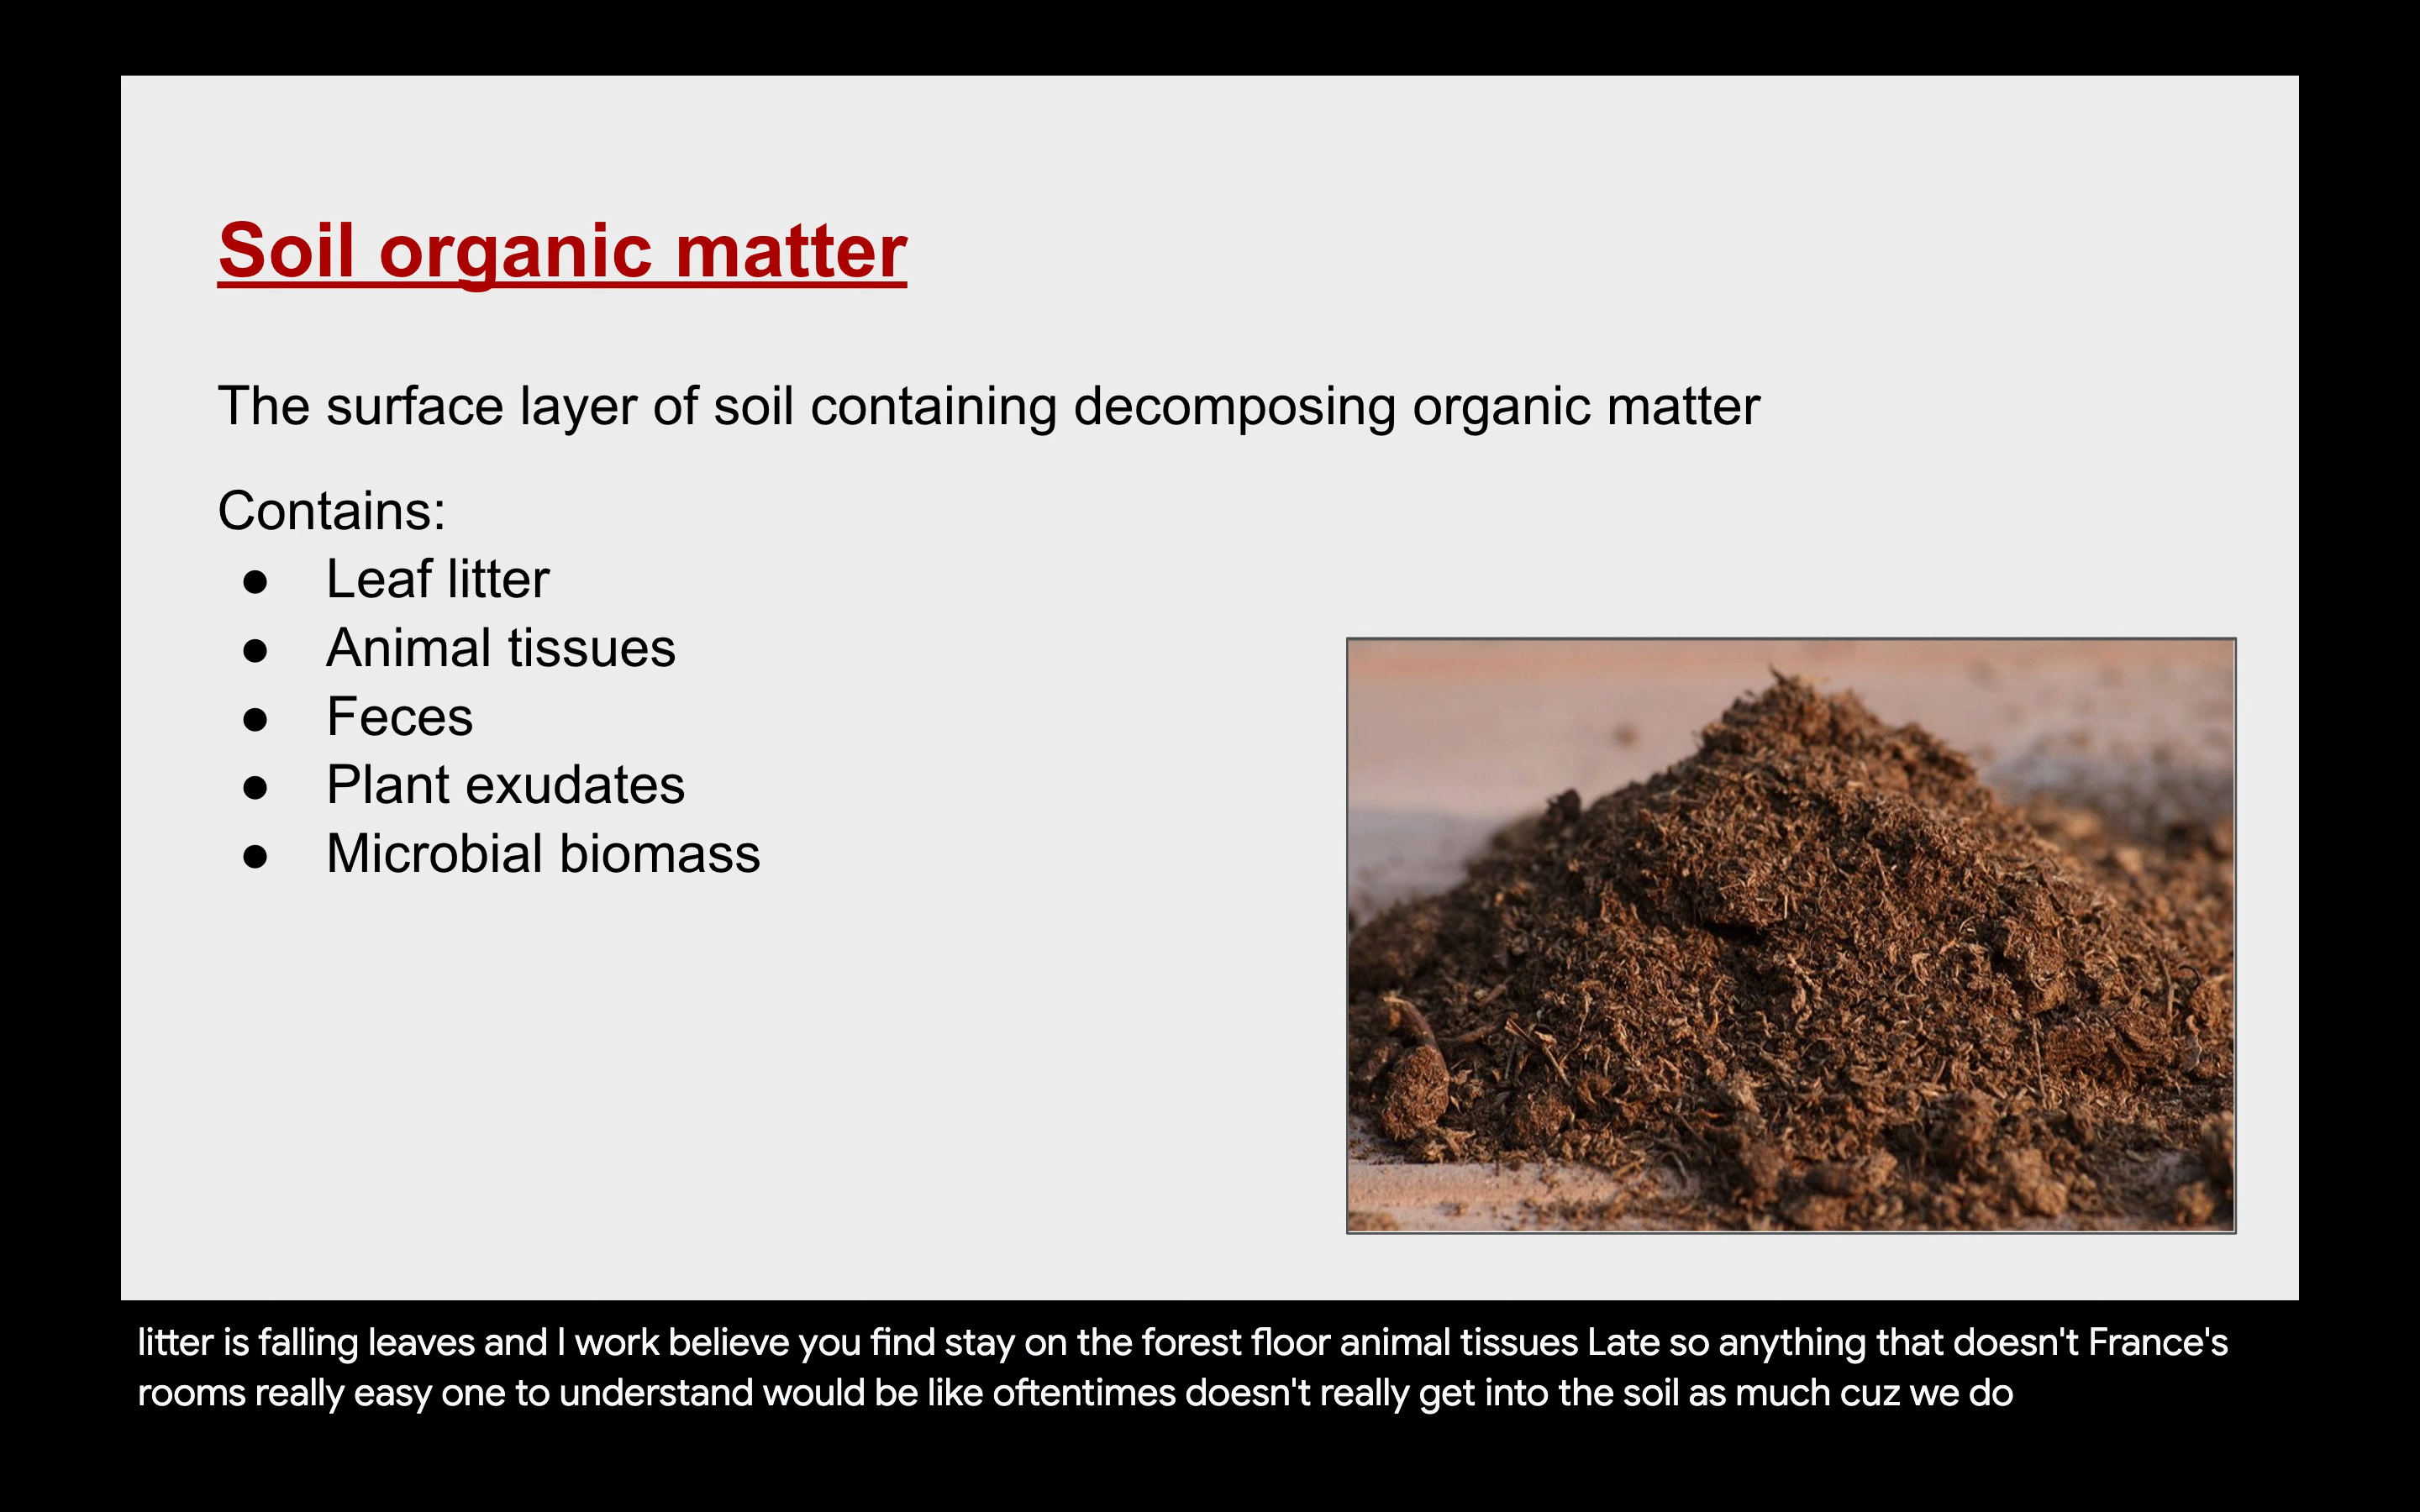 Soil organic matter
The surface layer of soil containing decomposing organic matter
Contains:
● Leaf litter
● Animal tissues
● Feces
● Plant exudates
● Microbial biomass
litter is falling leaves and I work believe you find stay on the forest floor animal tissues Late so anything that doesn't France's
rooms really easy one to understand would be like oftentimes doesn't really get into the soil as much cuz we do